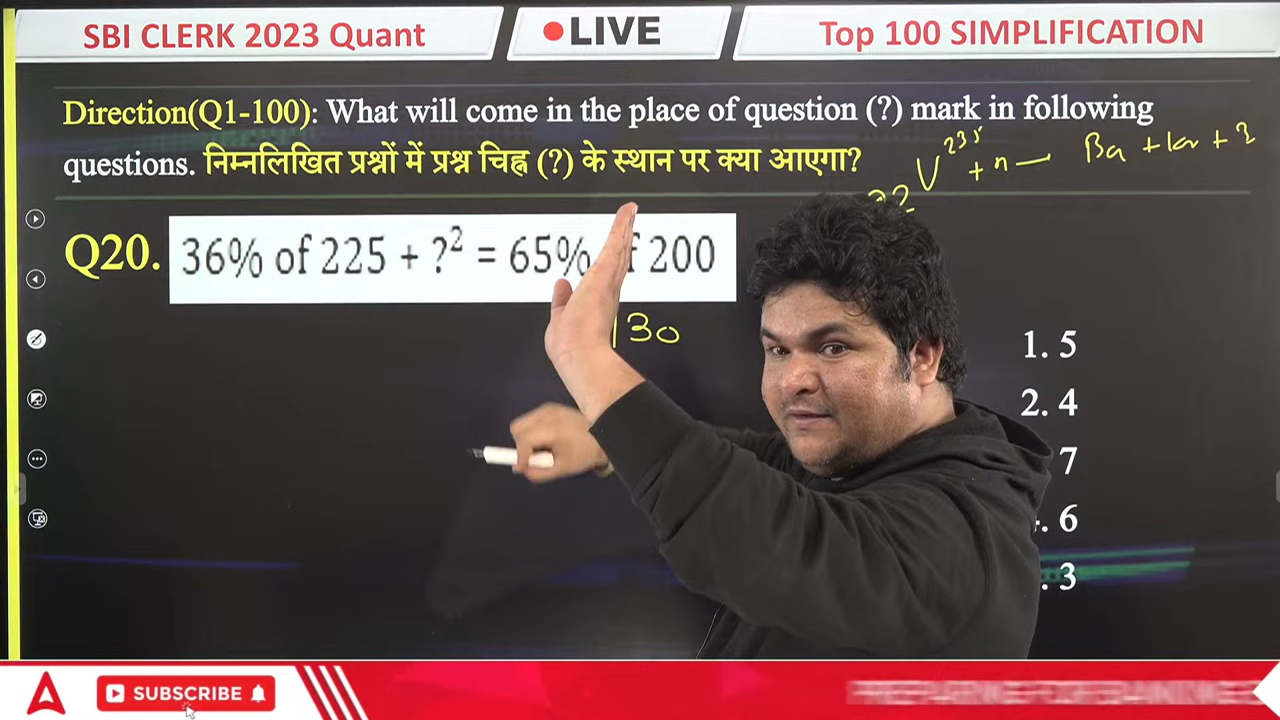 SBI CLERK 2023 Quant
LIVE
Top 100 SIMPLIFICATION
Direction(Q1-100): What will come in the place of question (?) mark in following
questions. निम्नलिखित प्रश्नों में प्रश्न चिह्न (?) के स्थान पर क्या आएगा?
Q20. 36% of 225 + ?² = 65% of 200
130
1. 5
2. 4
7
. 6
. 3
SUBSCRIBE